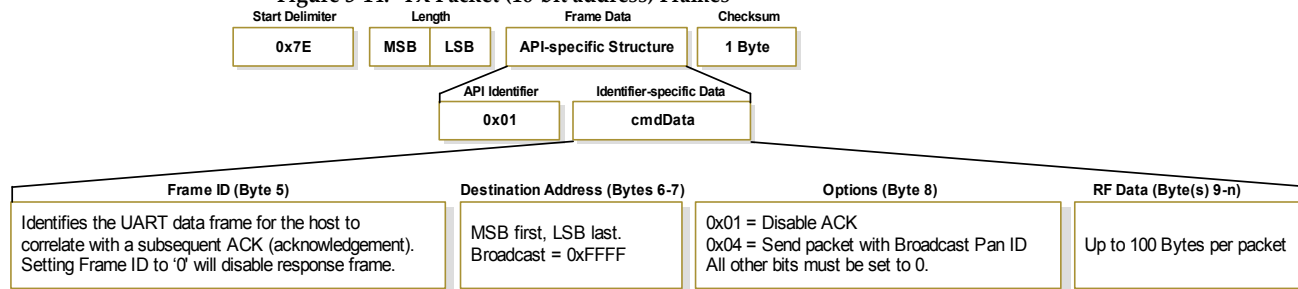 Start Delimiter Length Frame Data Checksum
0x7E MSB LSB API-specific Structure 1 Byte
API Identifier Identifier-specific Data
0x01 cmdData
Frame ID (Byte 5)
Identifies the UART data frame for the host to
correlate with a subsequent ACK (acknowledgement).
Setting Frame ID to ‘0' will disable response frame.
Destination Address (Bytes 6-7)
MSB first, LSB last.
Broadcast = 0xFFFF
Options (Byte 8)
0x01 = Disable ACK
0x04 = Send packet with Broadcast Pan ID
All other bits must be set to 0.
RF Data (Byte(s) 9-n)
Up to 100 Bytes per packet